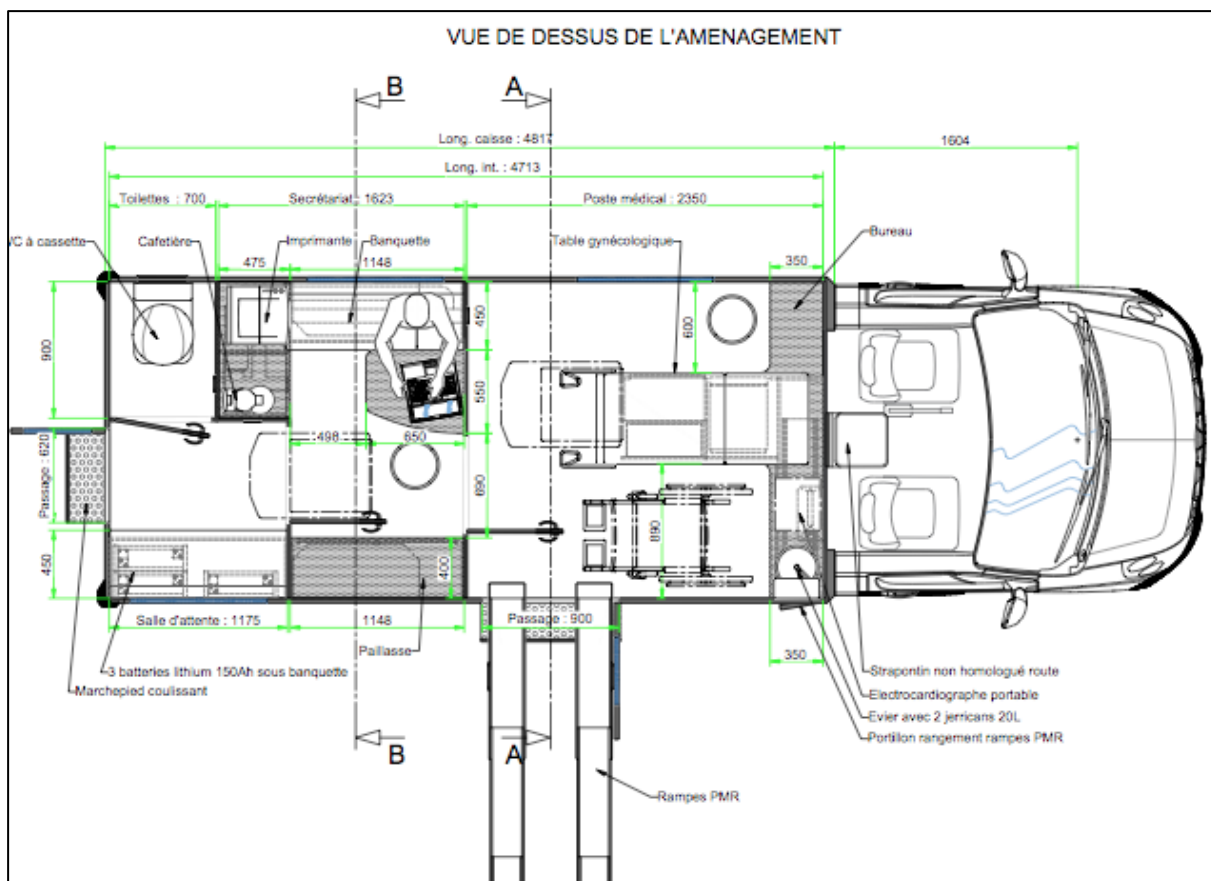 VUE DE DESSUS DE L'AMENAGEMENT
B
A
Long. caisse : 4817
1604
Long. int. : 4713
Toilettes : 700
Secrétariat : 1623
Poste médical : 2350
/C à cassette
Cafetière
Imprimante
Banquette
Table gynécologique
Bureau
475
1148
350
900
450
600
550
498
650
Passage : 620
690
890
450
400
Salle d'attente : 1175
1148
Passage : 900
350
Paillasse
3 batteries lithium 150Ah sous banquette
Marchepied coulissant
Strapontin non homologué route
Electrocardiographe portable
Evier avec 2 jerricans 20L
Portillon rangement rampes PMR
B
A
Rampes PMR